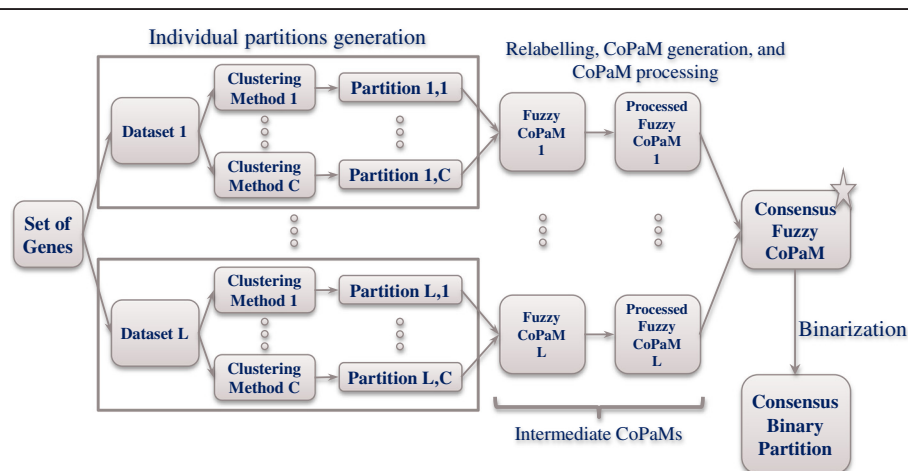 Individual partitions generation
Relabelling, CoPaM generation, and
CoPaM processing
Set of
Genes
Dataset 1
Clustering
Method 1
Partition 1,1
Clustering
Method C
Partition 1,C
Fuzzy
CoPaM
1
Processed
Fuzzy
CoPaM
1
Dataset L
Clustering
Method 1
Partition L,1
Clustering
Method C
Partition L,C
Fuzzy
CoPaM
L
Processed
Fuzzy
CoPaM
L
Consensus
Fuzzy
CoPaM
Binarization
Intermediate CoPaMs
Consensus
Binary
Partition